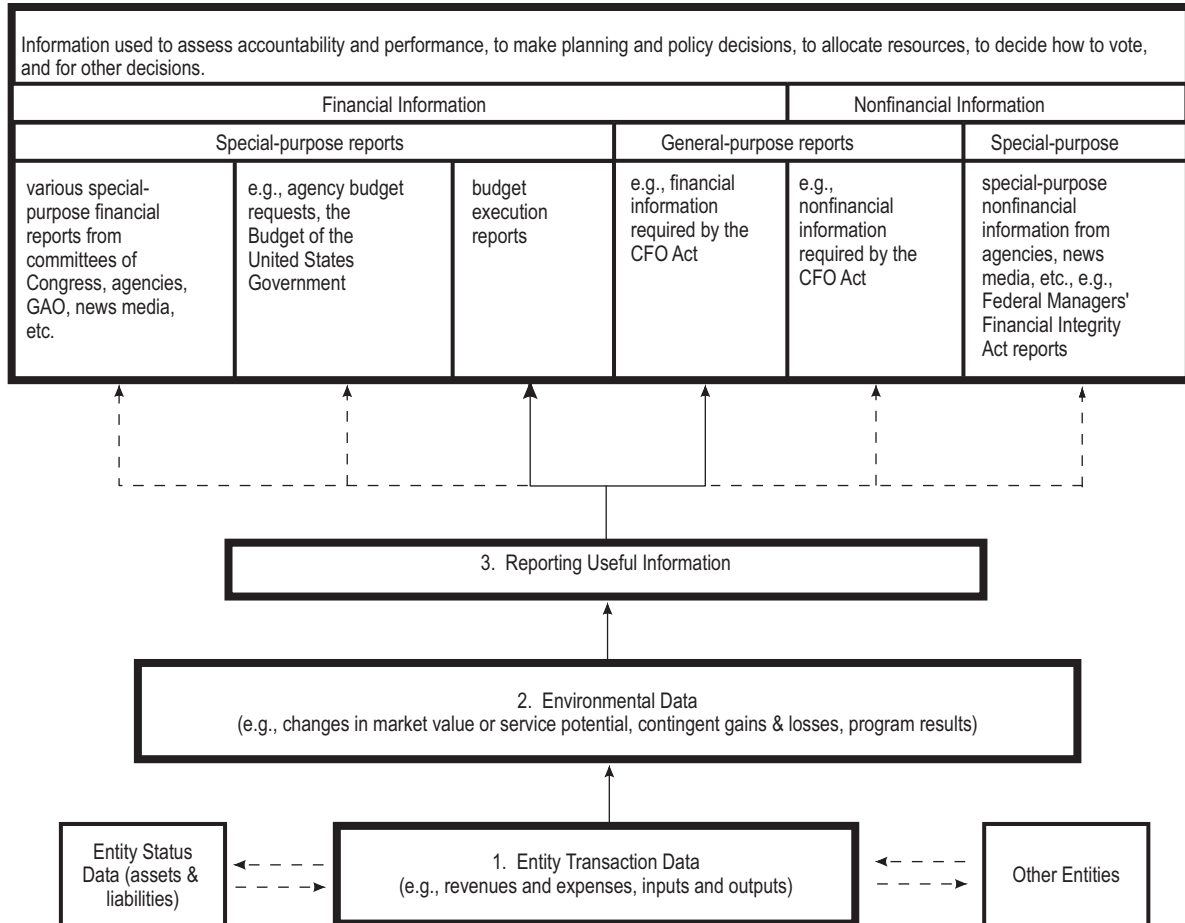 Information used to assess accountability and performance, to make planning and policy decisions, to allocate resources, to decide how to vote,
and for other decisions.
Financial Information
Nonfinancial Information
Special-purpose reports
General-purpose reports
Special-purpose
various special-
purpose financial
reports from
committees of
Congress, agencies,
GAO, news media,
etc.
e.g., agency budget
requests, the
Budget of the
United States
Government
budget
execution
reports
e.g., financial
information
required by the
CFO Act
e.g.,
nonfinancial
information
required by the
CFO Act
special-purpose
nonfinancial
information from
agencies, news
media, etc., e.g.,
Federal Managers'
Financial Integrity
Act reports
3. Reporting Useful Information
2. Environmental Data
(e.g., changes in market value or service potential, contingent gains & losses, program results)
Entity Status
Data (assets &
liabilities)
1. Entity Transaction Data
(e.g., revenues and expenses, inputs and outputs)
Other Entities